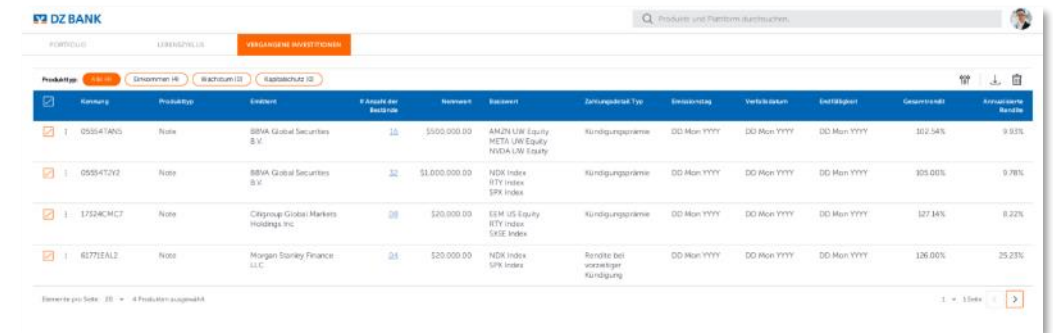 DZ BANK
Produkte und Plattform durchsuchen.
PORTFOLIO LEBENSZYKLUS VERGANGENE INVESTITIONEN
Produkttyp: Alle (4) Einkommen (4) Wachstum (0) Kapitalschutz (0)
Kennung Produkttyp Emittent # Anzahl der Bestände Nennwert Basiswert Zahlungsdetail Typ Emissionstag Verfallsdatum Endfälligkeit Gesamtrendit Annualisierte Rendite
05554TAN5 Note BBVA Global Securities 16 $500,000.00 AMZN UW Equity Kündigungsprämie DD Mon YYYY DD Mon YYYY DD Mon YYYY 102.54% 9.93%
B.V. META UW Equity
NVDA UW Equity
05554TJY2 Note BBVA Global Securities 32 $1,000,000.00 NDX Index Kündigungsprämie DD Mon YYYY DD Mon YYYY DD Mon YYYY 105.00% 9.78%
B.V. RTY Index
SPX Index
17324CMC7 Note Citigroup Global Markets 08 $20,000.00 EEM US Equity Kündigungsprämie DD Mon YYYY DD Mon YYYY DD Mon YYYY 127.14% 8.22%
Holdings Inc. RTY Index
SX5E Index
61771EAL2 Note Morgan Stanley Finance 04 $20,000.00 NDX Index Rendite bei DD Mon YYYY DD Mon YYYY DD Mon YYYY 126.00% 25.23%
LLC SPX Index vorzeitiger
Kündigung
Elemente pro Seite 20 4 Produkten ausgewählt 1 1 Seite